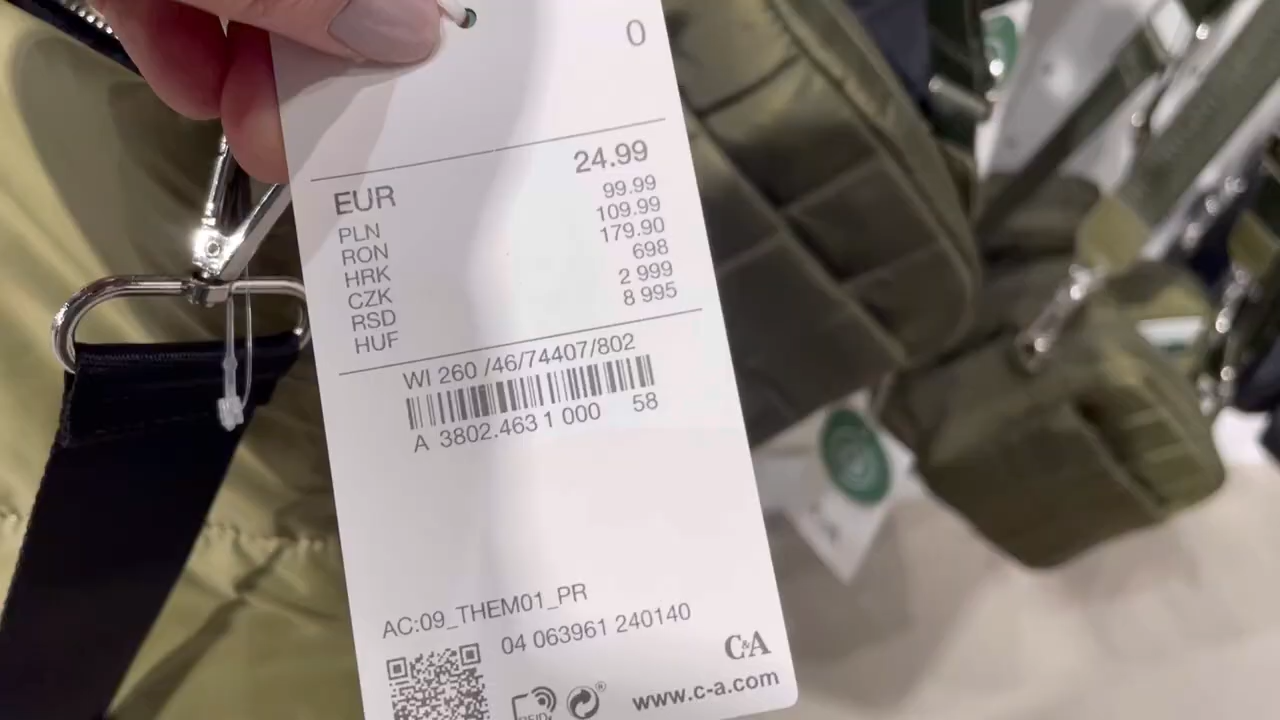 0
EUR 24.99
PLN 99.99
RON 109.99
HRK 179.90
CZK 698
RSD 2 999
HUF 8 995
WI 260 /46/74407/802
A 3802.463 1 000 58
AC:09_THEM01_PR
04 063961 240140
C&A
RFID
®
www.c-a.com